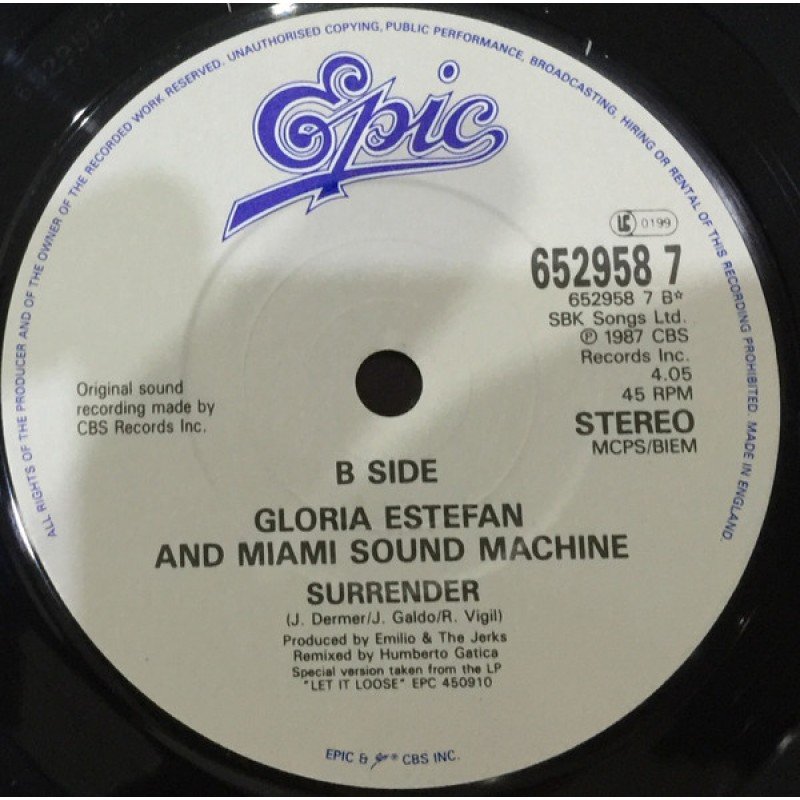 ALL RIGHTS OF THE PRODUCER AND OF THE OWNER OF THE RECORDED WORK RESERVED. UNAUTHORISED COPYING, PUBLIC PERFORMANCE, BROADCASTING, HIRING OR RENTAL OF THIS RECORDING PROHIBITED. MADE IN ENGLAND.
Epic
LC 0199
652958 7
652958 7 B☆
SBK Songs Ltd.
℗ 1987 CBS
Records Inc.
4.05
45 RPM
STEREO
MCPS/BIEM
Original sound
recording made by
CBS Records Inc.
B SIDE
GLORIA ESTEFAN
AND MIAMI SOUND MACHINE
SURRENDER
(J. Dermer/J. Galdo/R. Vigil)
Produced by Emilio & The Jerks
Remixed by Humberto Gatica
Special version taken from the LP
"LET IT LOOSE" EPC 450910
EPIC & Epic ® CBS INC.